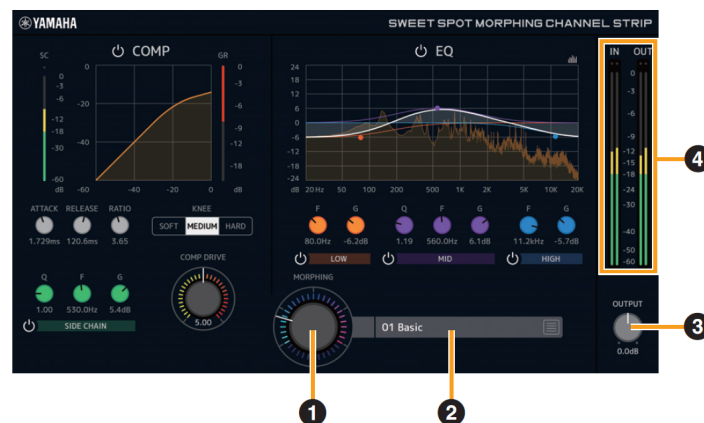 YAMAHA
SWEET SPOT MORPHING CHANNEL STRIP
SC
COMP
GR
0
-3
-6
-12
-18
-30
-60
dB
0
-20
-40
-60
-40
-20
0
0
-3
-6
-9
-12
-18
dB
ATTACK
RELEASE
RATIO
1.729ms
120.6ms
3.65
KNEE
SOFT
MEDIUM
HARD
Q
F
G
1.00
530.0Hz
5.4dB
SIDE CHAIN
COMP DRIVE
5.00
EQ
24
18
12
6
0
-6
-12
-18
-24
dB
20Hz
50
100
200
500
1K
2K
5K
10K
20K
F
G
80.0Hz
-6.2dB
LOW
Q
F
G
1.19
560.0Hz
6.1dB
MID
F
G
11.2kHz
-5.7dB
HIGH
MORPHING
01 Basic
IN
OUT
0
-3
-6
-9
-12
-15
-18
-24
-30
-40
-50
-60
OUTPUT
0.0dB
4
3
1
2